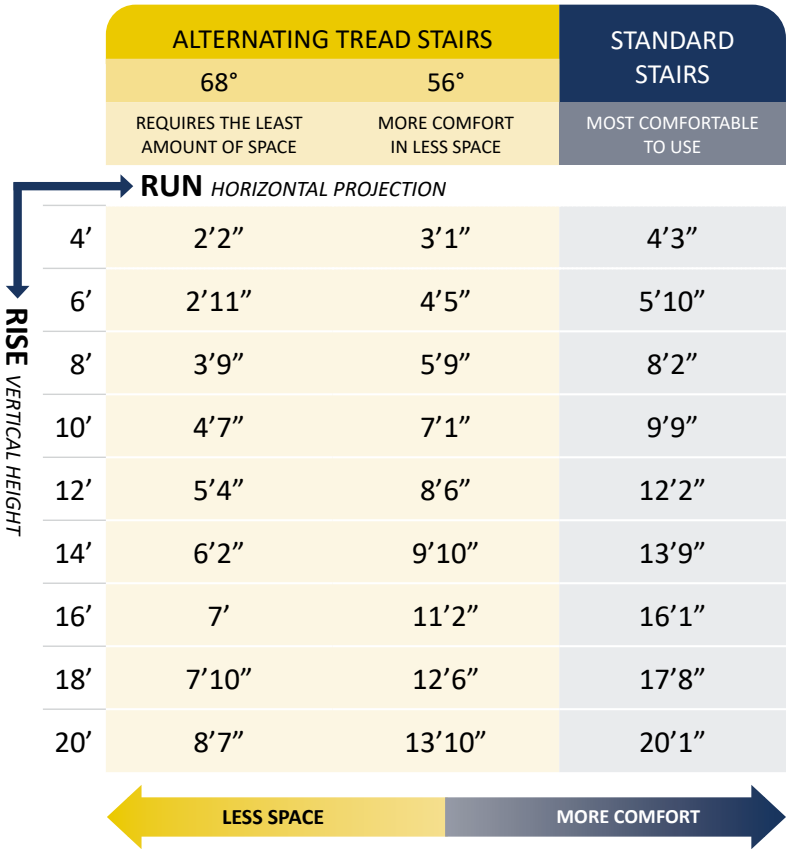 ALTERNATING TREAD STAIRS
STANDARD
STAIRS
68°
56°
REQUIRES THE LEAST
AMOUNT OF SPACE
MORE COMFORT
IN LESS SPACE
MOST COMFORTABLE
TO USE
RUN HORIZONTAL PROJECTION
RISE VERTICAL HEIGHT
4’ 2’2” 3’1” 4’3”
6’ 2’11” 4’5” 5’10”
8’ 3’9” 5’9” 8’2”
10’ 4’7” 7’1” 9’9”
12’ 5’4” 8’6” 12’2”
14’ 6’2” 9’10” 13’9”
16’ 7’ 11’2” 16’1”
18’ 7’10” 12’6” 17’8”
20’ 8’7” 13’10” 20’1”
LESS SPACE
MORE COMFORT